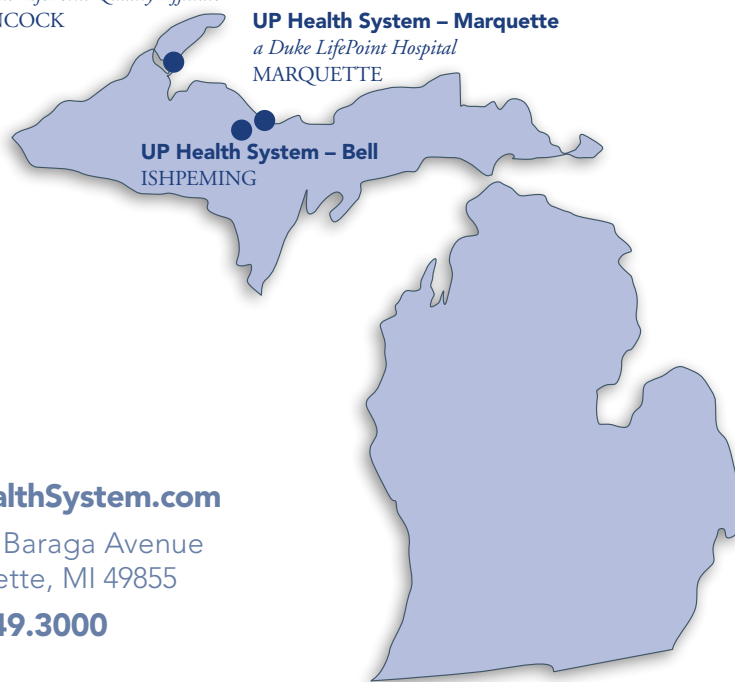 NCOCK
UP Health System – Marquette
a Duke LifePoint Hospital
MARQUETTE
UP Health System – Bell
ISHPEMING
althSystem.com
Baraga Avenue
ette, MI 49855
49.3000